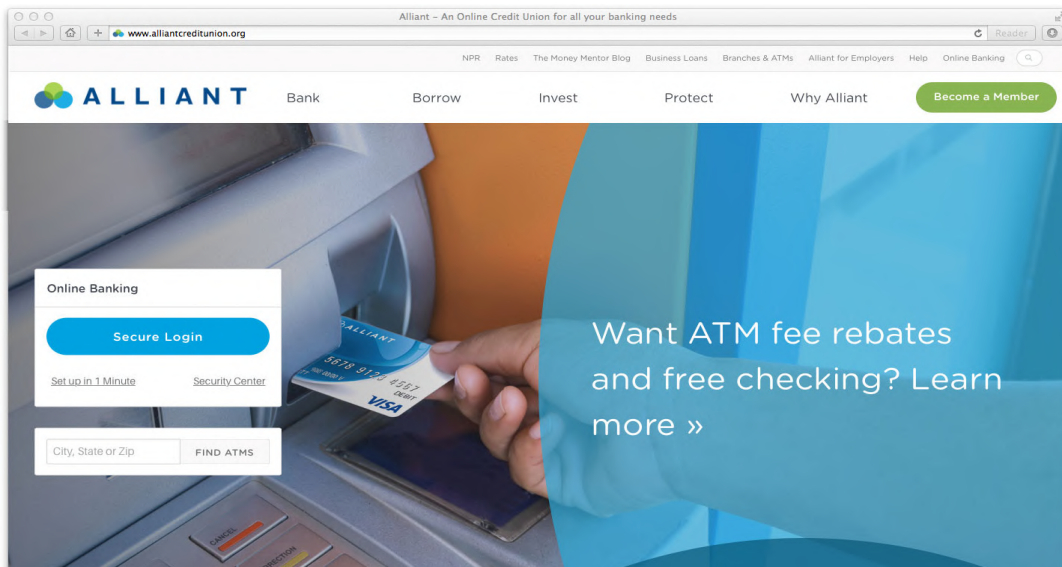 Alliant – An Online Credit Union for all your banking needs
www.alliantcreditunion.org
Reader
NPR Rates The Money Mentor Blog Business Loans Branches & ATMs Alliant for Employers Help Online Banking
ALLIANT Bank Borrow Invest Protect Why Alliant Become a Member
Online Banking
Secure Login
Set up in 1 Minute Security Center
City, State or Zip FIND ATMS
ALLIANT
5678 9123 4567
DEBIT
VISA
Want ATM fee rebates
and free checking? Learn
more »
CANCEL